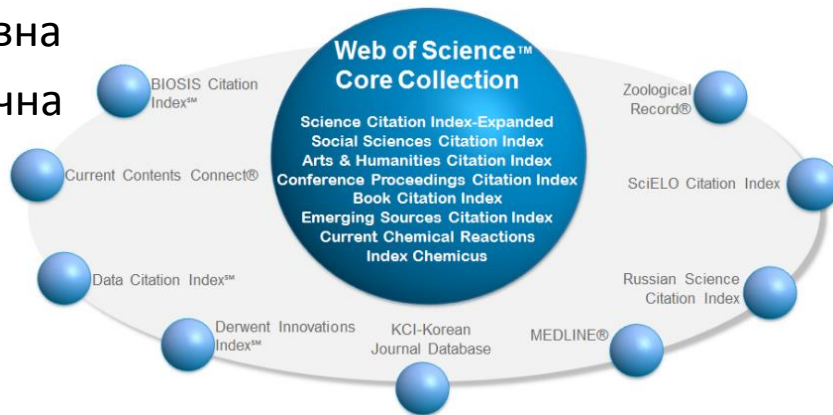 вна
чна
Web of Science™
Core Collection
Science Citation Index-Expanded
Social Sciences Citation Index
Arts & Humanities Citation Index
Conference Proceedings Citation Index
Book Citation Index
Emerging Sources Citation Index
Current Chemical Reactions
Index Chemicus
BIOSIS Citation
Index℠
Current Contents Connect®
Data Citation Index℠
Derwent Innovations
Index℠
KCI-Korean
Journal Database
MEDLINE®
Russian Science
Citation Index
SciELO Citation Index
Zoological
Record®